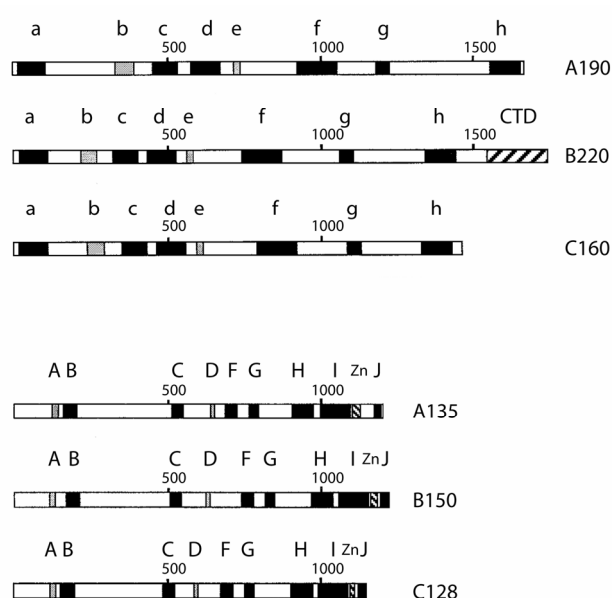 a b c d e f g h
500 1000 1500
A190
a b c d e f g h CTD
500 1000 1500
B220
a b c d e f g h
500 1000
C160
A B C D F G H I Zn J
500 1000
A135
A B C D F G H I Zn J
500 1000
B150
A B C D F G H I Zn J
500 1000
C128